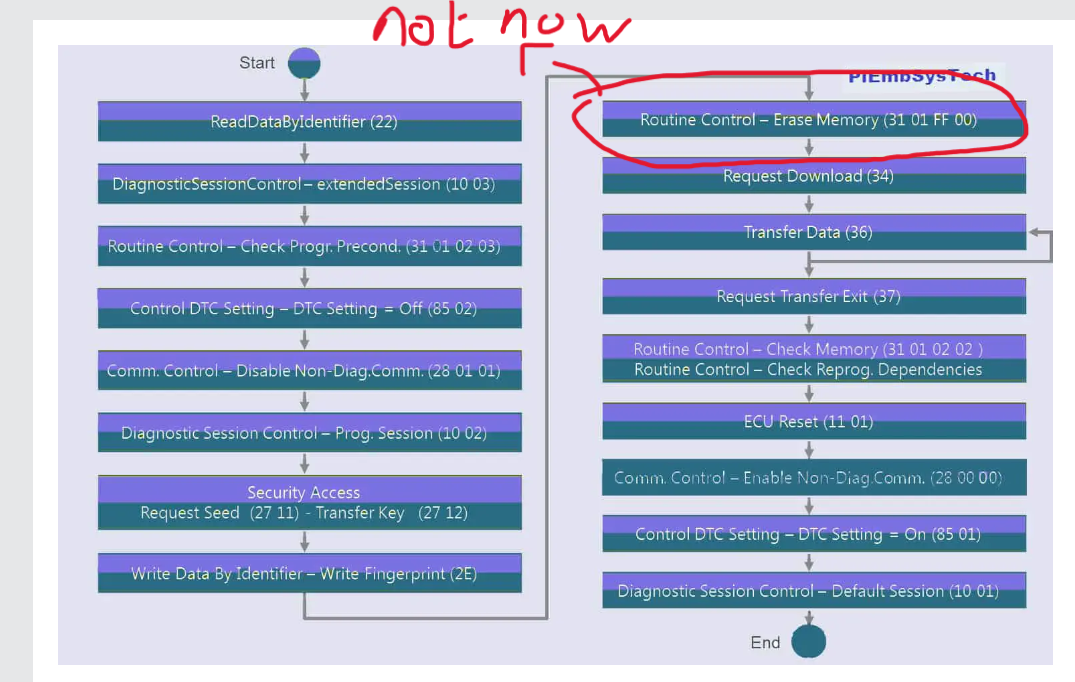 not now
Start
ReadDataByIdentifier (22)
DiagnosticSessionControl – extendedSession (10 03)
Routine Control – Check Progr. Precond. (31 01 02 03)
Control DTC Setting – DTC Setting = Off (85 02)
Comm. Control – Disable Non-Diag.Comm. (28 01 01)
Diagnostic Session Control – Prog. Session (10 02)
Security Access
Request Seed (27 11) - Transfer Key (27 12)
Write Data By Identifier – Write Fingerprint (2E)
PiEmbSysTech
Routine Control – Erase Memory (31 01 FF 00)
Request Download (34)
Transfer Data (36)
Request Transfer Exit (37)
Routine Control – Check Memory (31 01 02 02 )
Routine Control – Check Reprog. Dependencies
ECU Reset (11 01)
Comm. Control – Enable Non-Diag.Comm. (28 00 00)
Control DTC Setting – DTC Setting = On (85 01)
Diagnostic Session Control – Default Session (10 01)
End